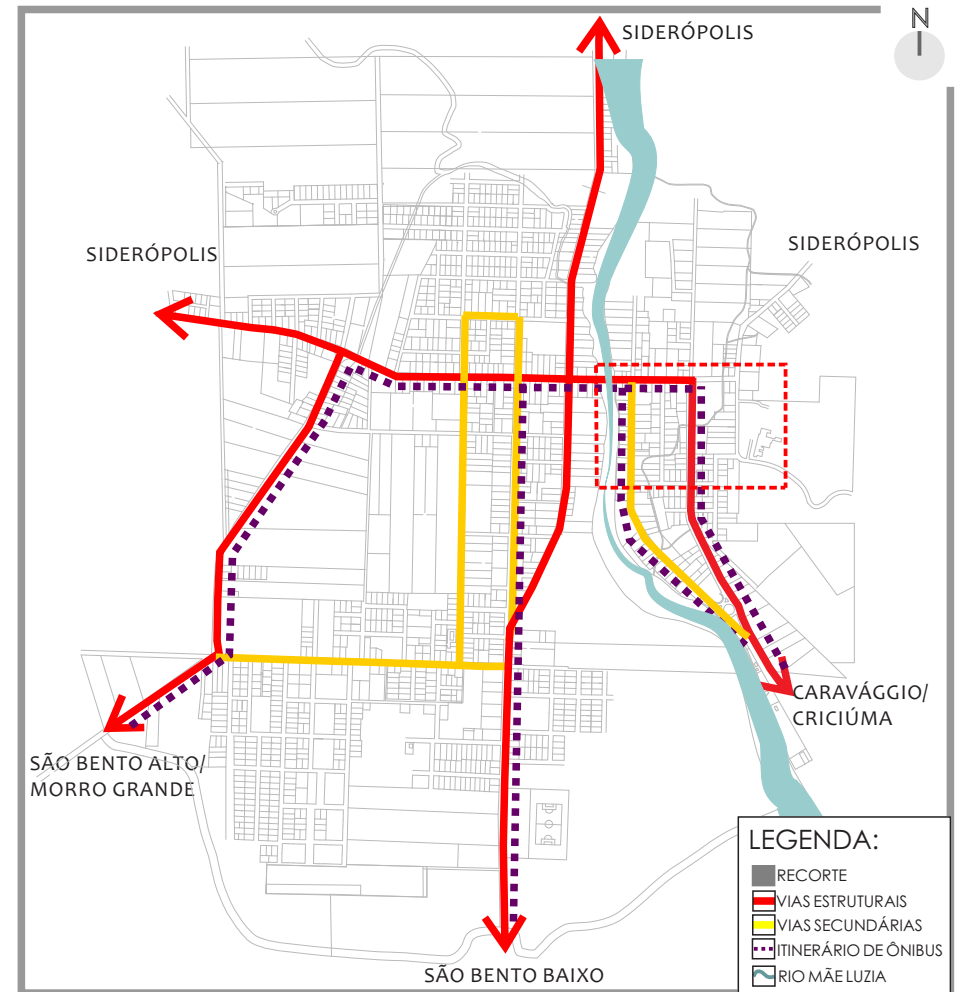 N
SIDERÓPOLIS
SIDERÓPOLIS
SIDERÓPOLIS
CARAVÁGGIO/
CRICIÚMA
SÃO BENTO ALTO/
MORRO GRANDE
SÃO BENTO BAIXO
LEGENDA:
RECORTE
VIAS ESTRUTURAIS
VIAS SECUNDÁRIAS
ITINERÁRIO DE ÔNIBUS
RIO MÃE LUZIA